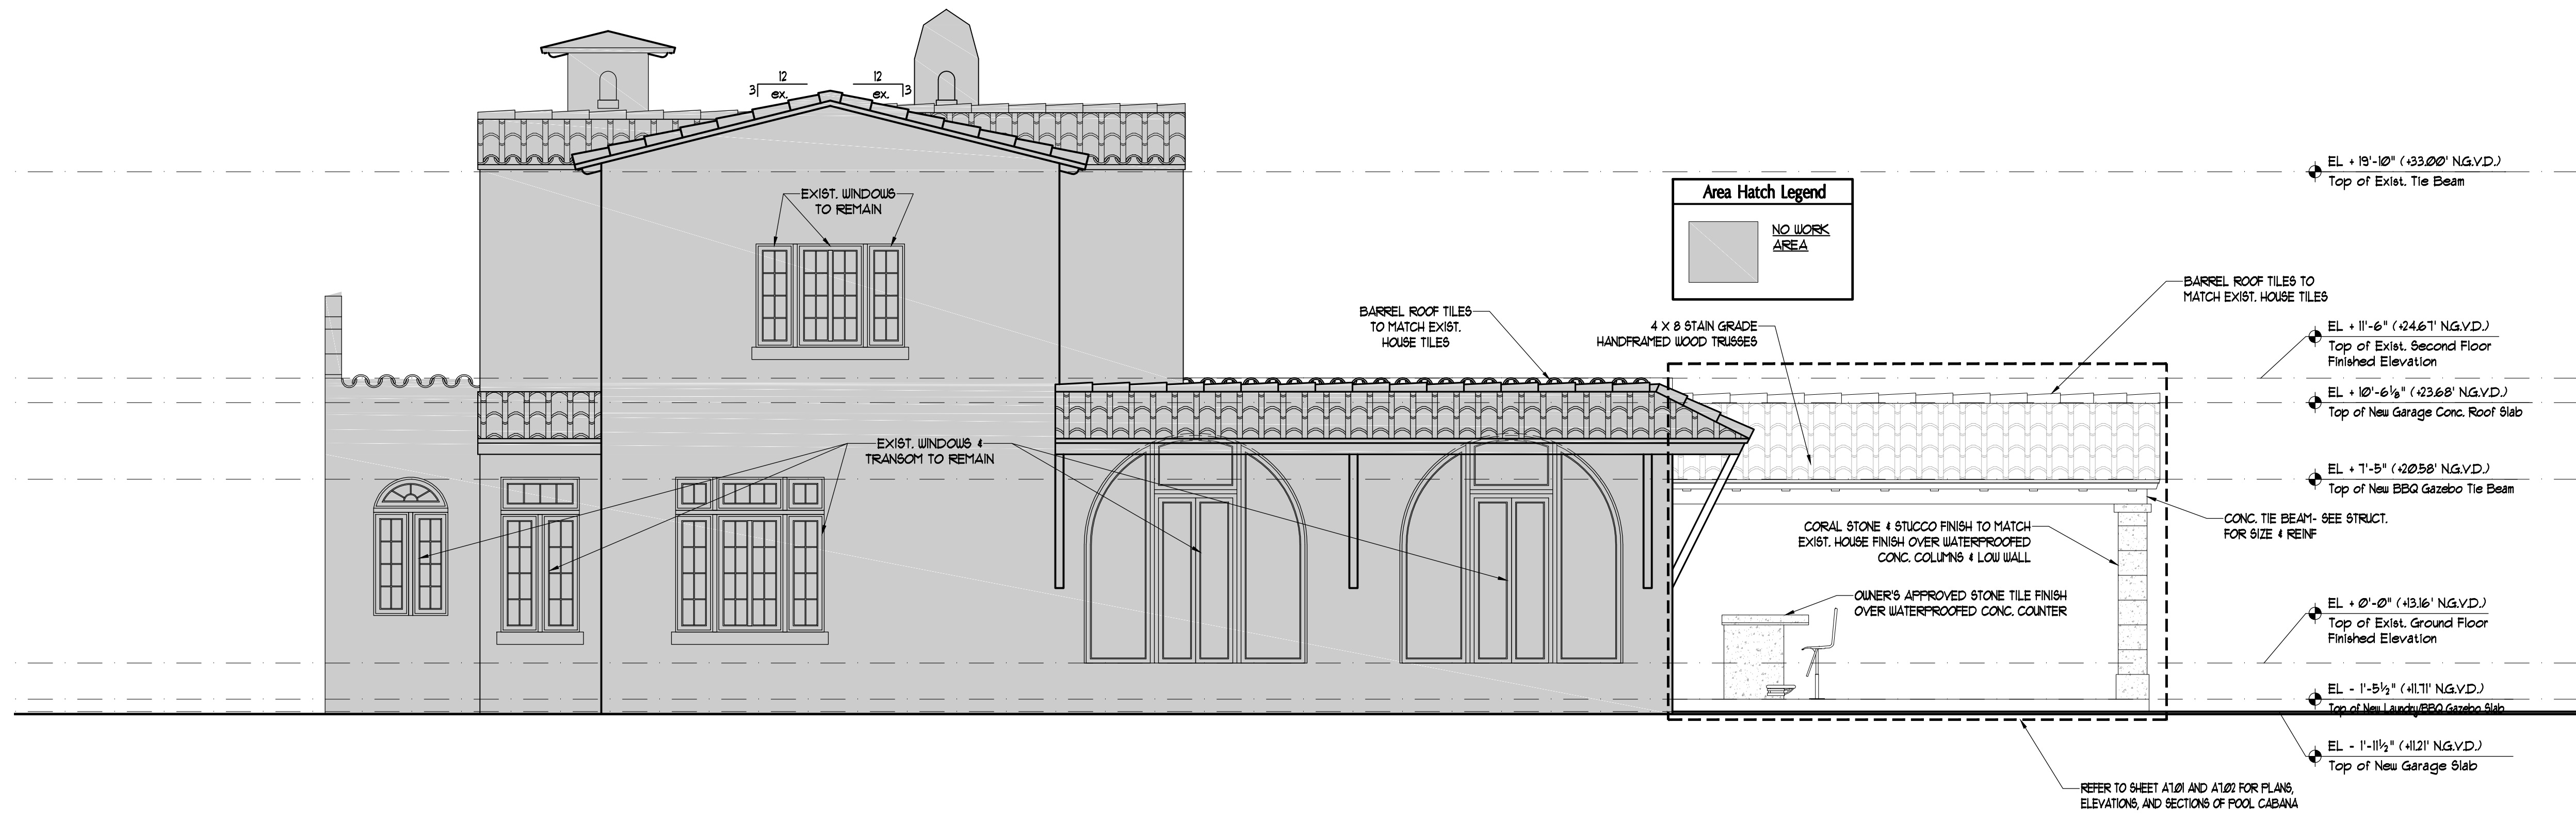 12
3
ex.
12
3
ex.
EXIST. WINDOWS
TO REMAIN
Area Hatch Legend
NO WORK
AREA
BARREL ROOF TILES
TO MATCH EXIST.
HOUSE TILES
4 X 8 STAIN GRADE
HANDFRAMED WOOD TRUSSES
BARREL ROOF TILES TO
MATCH EXIST. HOUSE TILES
EXIST. WINDOWS &
TRANSOM TO REMAIN
CORAL STONE & STUCCO FINISH TO MATCH
EXIST. HOUSE FINISH OVER WATERPROOFED
CONC. COLUMNS & LOW WALL
CONC. TIE BEAM- SEE STRUCT.
FOR SIZE & REINF
OWNER'S APPROVED STONE TILE FINISH
OVER WATERPROOFED CONC. COUNTER
EL + 19'-10" (+33.00' N.G.V.D.)
Top of Exist. Tie Beam
EL + 11'-6" (+24.67' N.G.V.D.)
Top of Exist. Second Floor
Finished Elevation
EL + 10'-6⅛" (+23.68' N.G.V.D.)
Top of New Garage Conc. Roof Slab
EL + 7'-5" (+20.58' N.G.V.D.)
Top of New BBQ Gazebo Tie Beam
EL + 0'-0" (+13.16' N.G.V.D.)
Top of Exist. Ground Floor
Finished Elevation
EL - 1'-5½" (+11.71' N.G.V.D.)
Top of New Laundry/BBQ Gazebo Slab
EL - 1'-11½" (+11.21' N.G.V.D.)
Top of New Garage Slab
REFER TO SHEET A7.01 AND A7.02 FOR PLANS,
ELEVATIONS, AND SECTIONS OF POOL CABANA